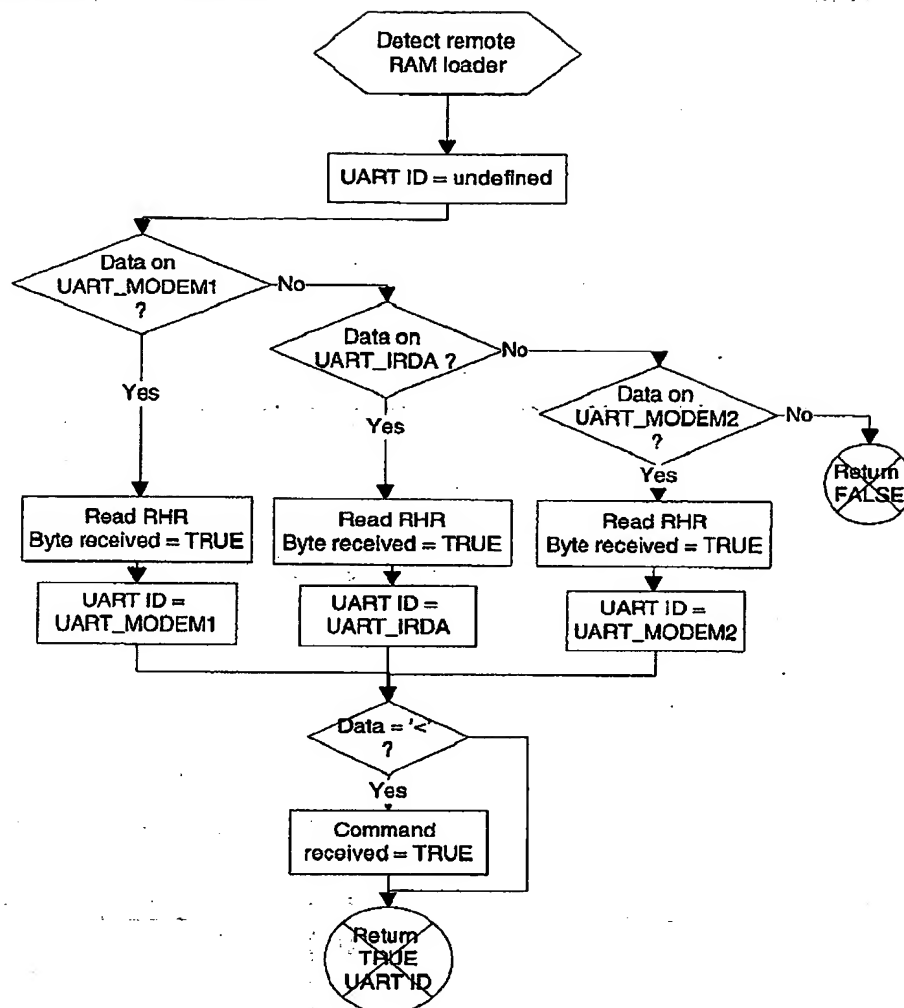 Detect remote
RAM loader
UART ID = undefined
Data on
UART_MODEM1
?
No
Data on
UART_IRDA ?
No
Data on
UART_MODEM2
?
No
Return
FALSE
Yes
Yes
Yes
Read RHR
Byte received = TRUE
Read RHR
Byte received = TRUE
Read RHR
Byte received = TRUE
UART ID =
UART_MODEM1
UART ID =
UART_IRDA
UART ID =
UART_MODEM2
Data = '<'
?
Yes
Command
received = TRUE
Return
TRUE
UART ID